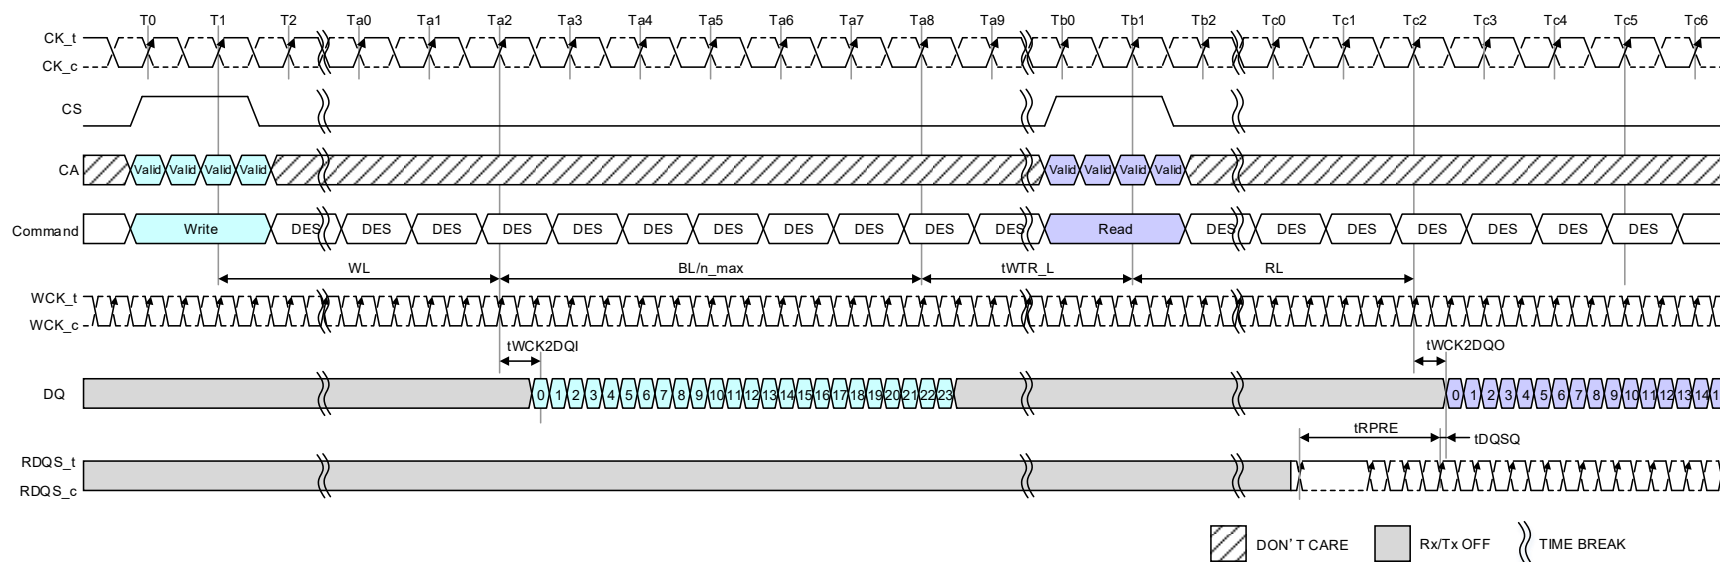 T0 T1 T2 Ta0 Ta1 Ta2 Ta3 Ta4 Ta5 Ta6 Ta7 Ta8 Ta9 Tb0 Tb1 Tb2 Tc0 Tc1 Tc2 Tc3 Tc4 Tc5 Tc6
CK_t
CK_c
CS
CA Valid Valid Valid Valid Valid Valid Valid Valid
Command Write DES DES DES DES DES DES DES DES DES DES DES Read DES DES DES DES DES DES DES
WL BL/n_max tWTR_L RL
WCK_t
WCK_c
tWCK2DQI tWCK2DQO
DQ 0 1 2 3 4 5 6 7 8 9 10 11 12 13 14 15 16 17 18 19 20 21 22 23 0 1 2 3 4 5 6 7 8 9 10 11 12 13 14 1
tRPRE tDQSQ
RDQS_t
RDQS_c
DON'T CARE Rx/Tx OFF TIME BREAK